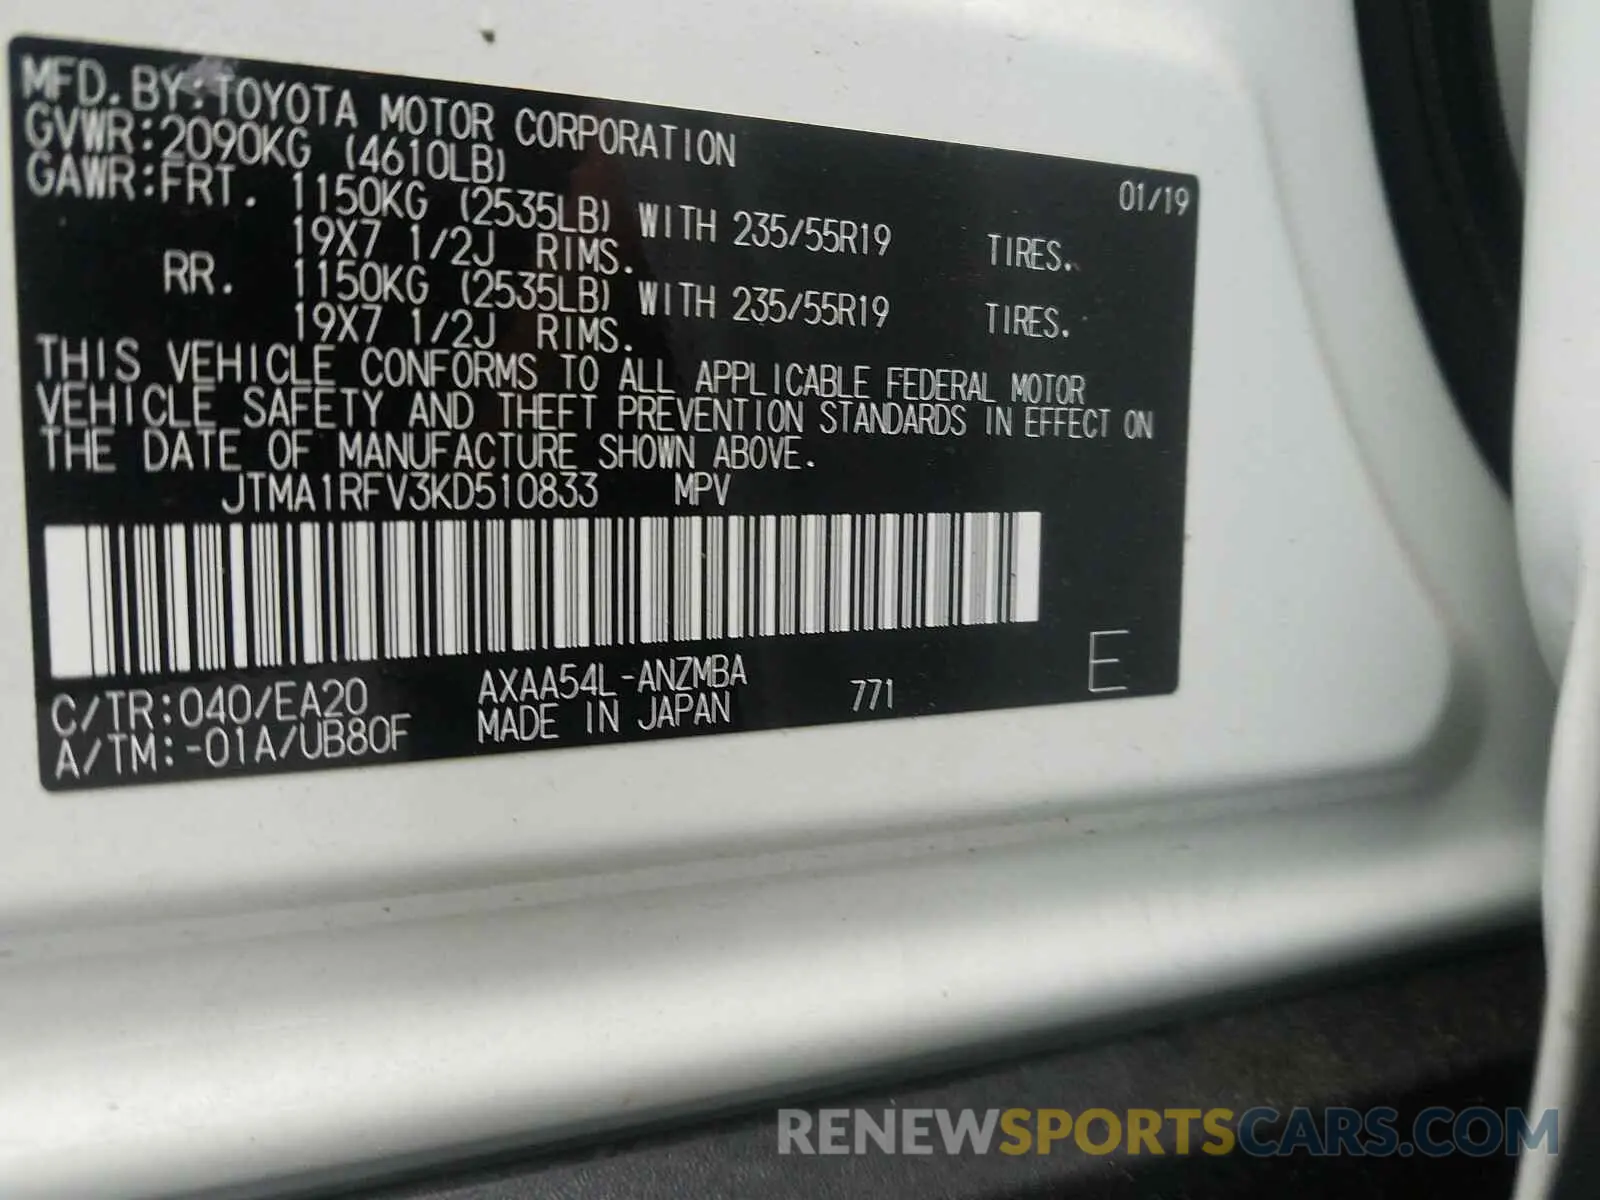 MFD. BY: TOYOTA MOTOR CORPORATION
GVWR: 2090KG (4610LB) 01/19
GAWR: FRT. 1150KG (2535LB) WITH 235/55R19 TIRES.
19X7 1/2J RIMS.
RR. 1150KG (2535LB) WITH 235/55R19 TIRES.
19X7 1/2J RIMS.
THIS VEHICLE CONFORMS TO ALL APPLICABLE FEDERAL MOTOR
VEHICLE SAFETY AND THEFT PREVENTION STANDARDS IN EFFECT ON
THE DATE OF MANUFACTURE SHOWN ABOVE.
JTMA1RFV3KD510833 MPV
E
C/TR: 040/EA20 AXAA54L-ANZMBA 771
A/TM: -01A/UB80F MADE IN JAPAN
RENEWSPORTSCARS.COM